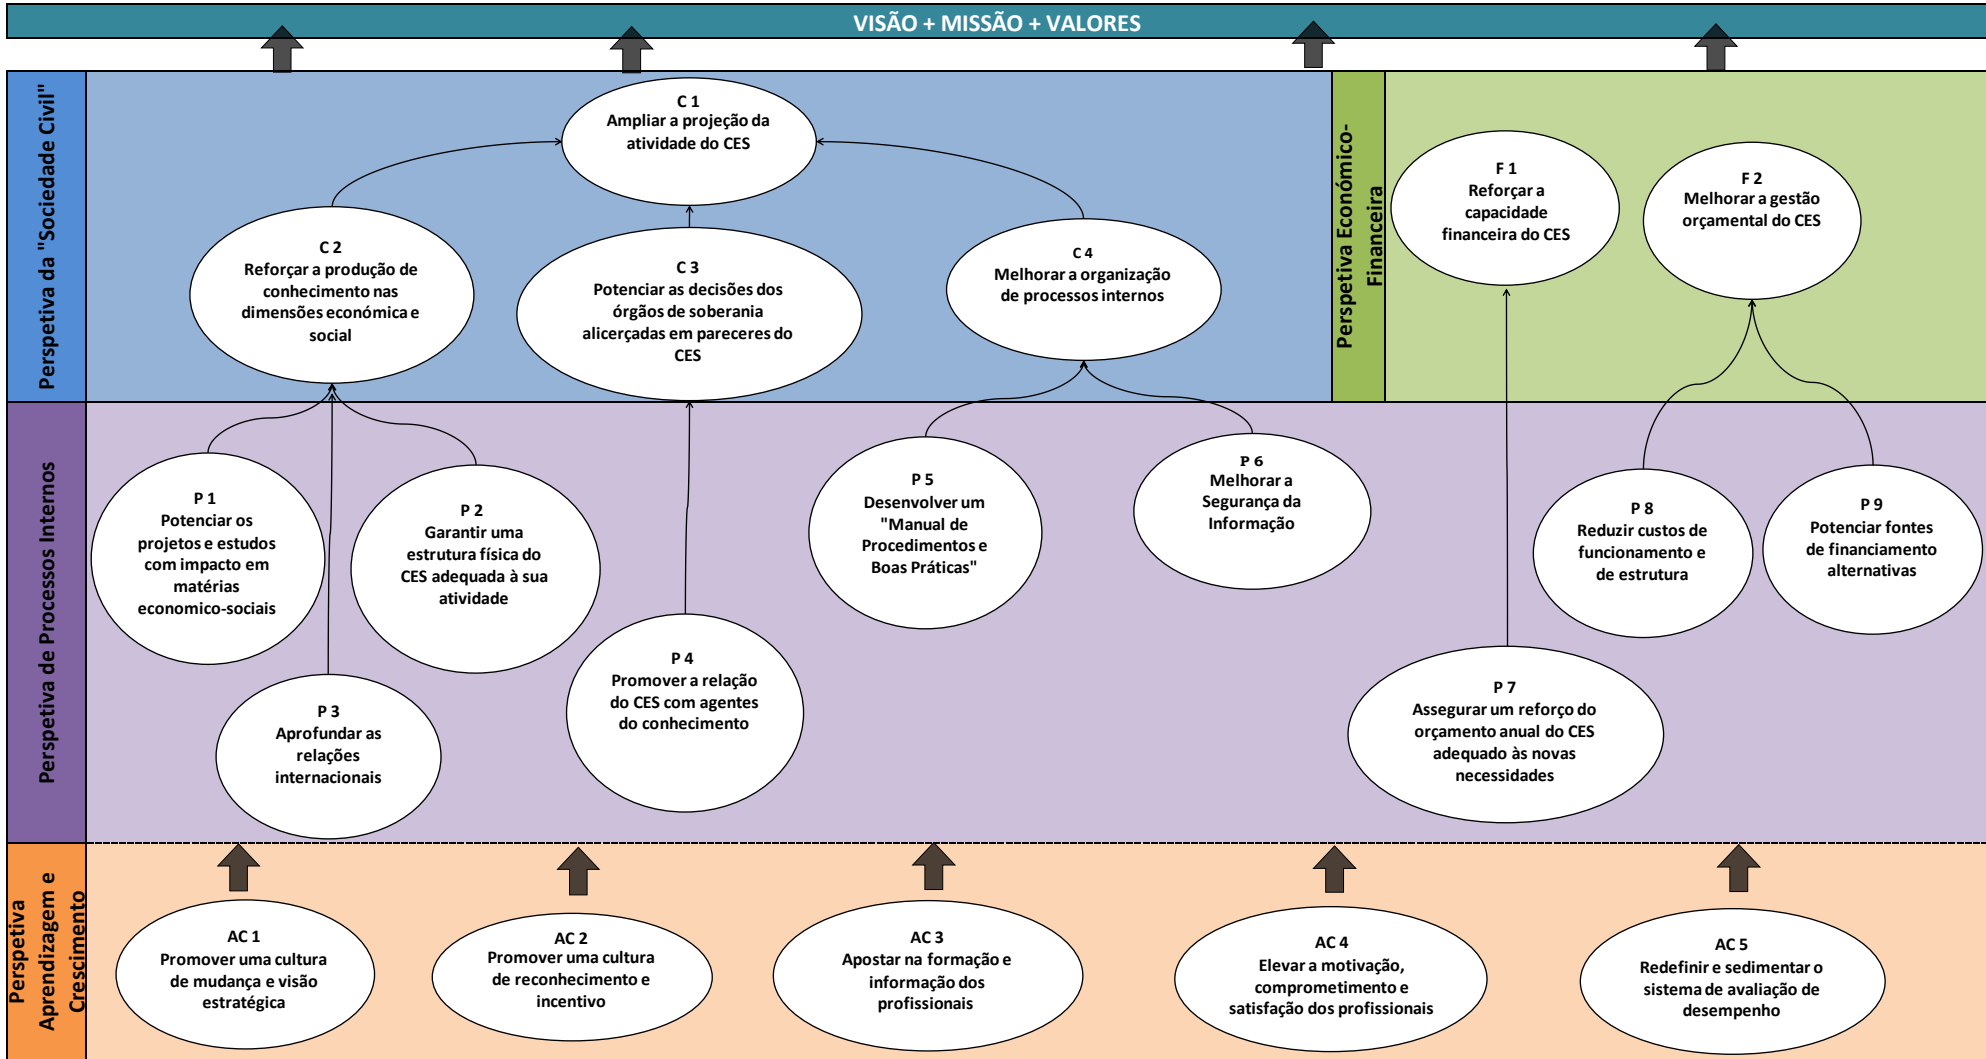 VISÃO + MISSÃO + VALORES
Perspetiva da "Sociedade Civil"
C 1
Ampliar a projeção da
atividade do CES
C 2
Reforçar a produção de
conhecimento nas
dimensões económica e
social
C 3
Potenciar as decisões dos
órgãos de soberania
alicerçadas em pareceres do
CES
C 4
Melhorar a organização
de processos internos
Perspetiva Económico-
Financeira
F 1
Reforçar a
capacidade
financeira do CES
F 2
Melhorar a gestão
orçamental do CES
Perspetiva de Processos Internos
P 1
Potenciar os
projetos e estudos
com impacto em
matérias
economico-sociais
P 2
Garantir uma
estrutura física do
CES adequada à sua
atividade
P 3
Aprofundar as
relações
internacionais
P 4
Promover a relação
do CES com agentes
do conhecimento
P 5
Desenvolver um
"Manual de
Procedimentos e
Boas Práticas"
P 6
Melhorar a
Segurança da
Informação
P 7
Assegurar um reforço do
orçamento anual do CES
adequado às novas
necessidades
P 8
Reduzir custos de
funcionamento e
de estrutura
P 9
Potenciar fontes
de financiamento
alternativas
Perspetiva
Aprendizagem e
Crescimento
AC 1
Promover uma cultura
de mudança e visão
estratégica
AC 2
Promover uma cultura
de reconhecimento e
incentivo
AC 3
Apostar na formação e
informação dos
profissionais
AC 4
Elevar a motivação,
comprometimento e
satisfação dos profissionais
AC 5
Redefinir e sedimentar o
sistema de avaliação de
desempenho